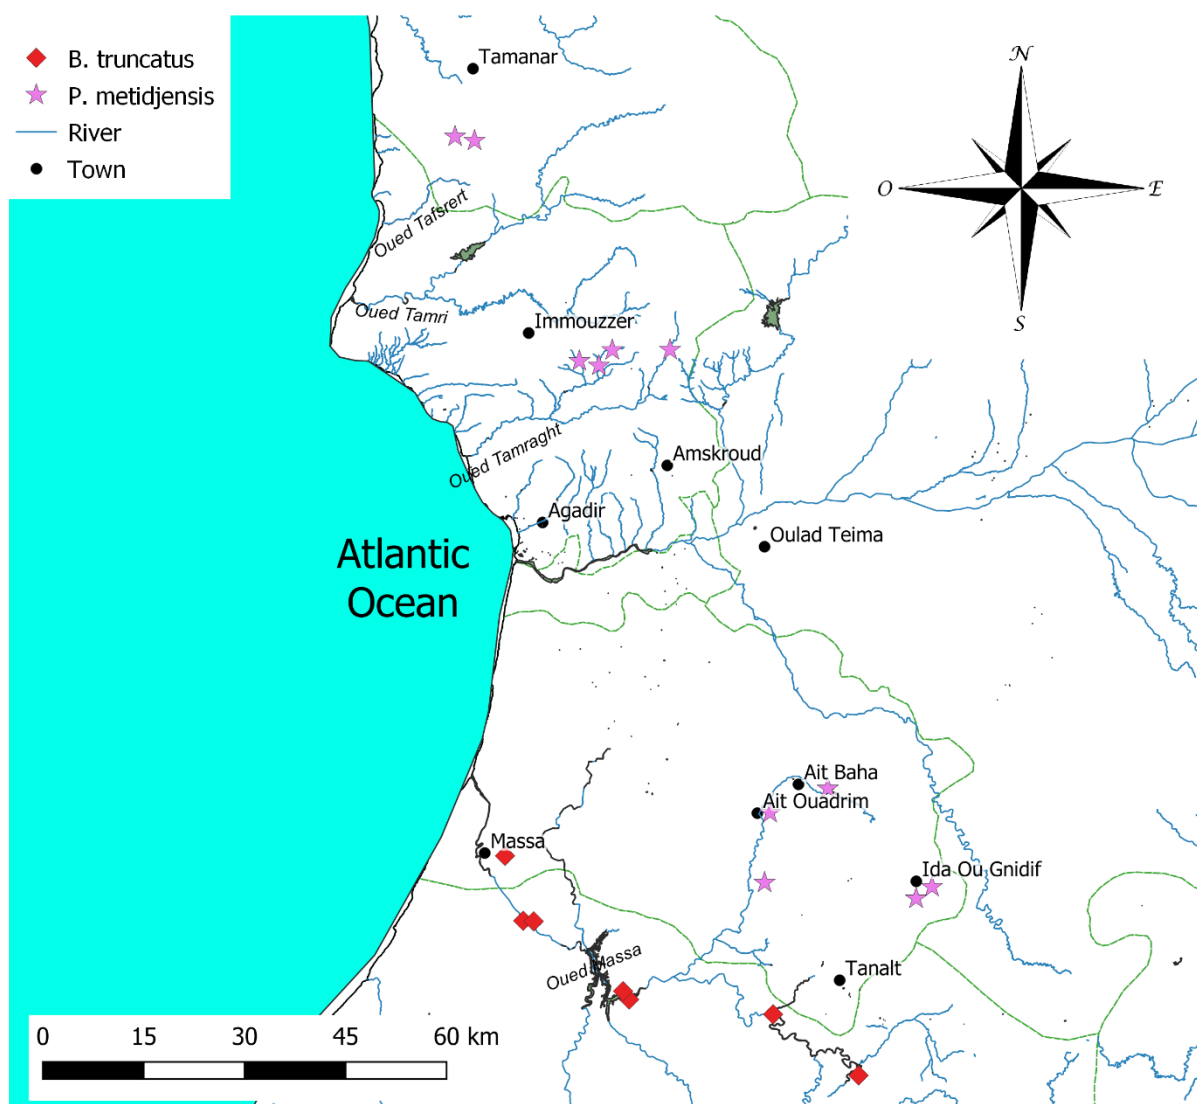 B. truncatus
P. metidjensis
River
Town
Tamanar
N
O
E
S
Oued Tafsrert
Oued Tamri
Immouzzer
Oued Tamraght
Amskroud
Agadir
Oulad Teima
Atlantic
Ocean
Ait Baha
Ait Ouadrim
Massa
Ida Ou Gnidif
Oued Massa
Tanalt
0 15 30 45 60 km